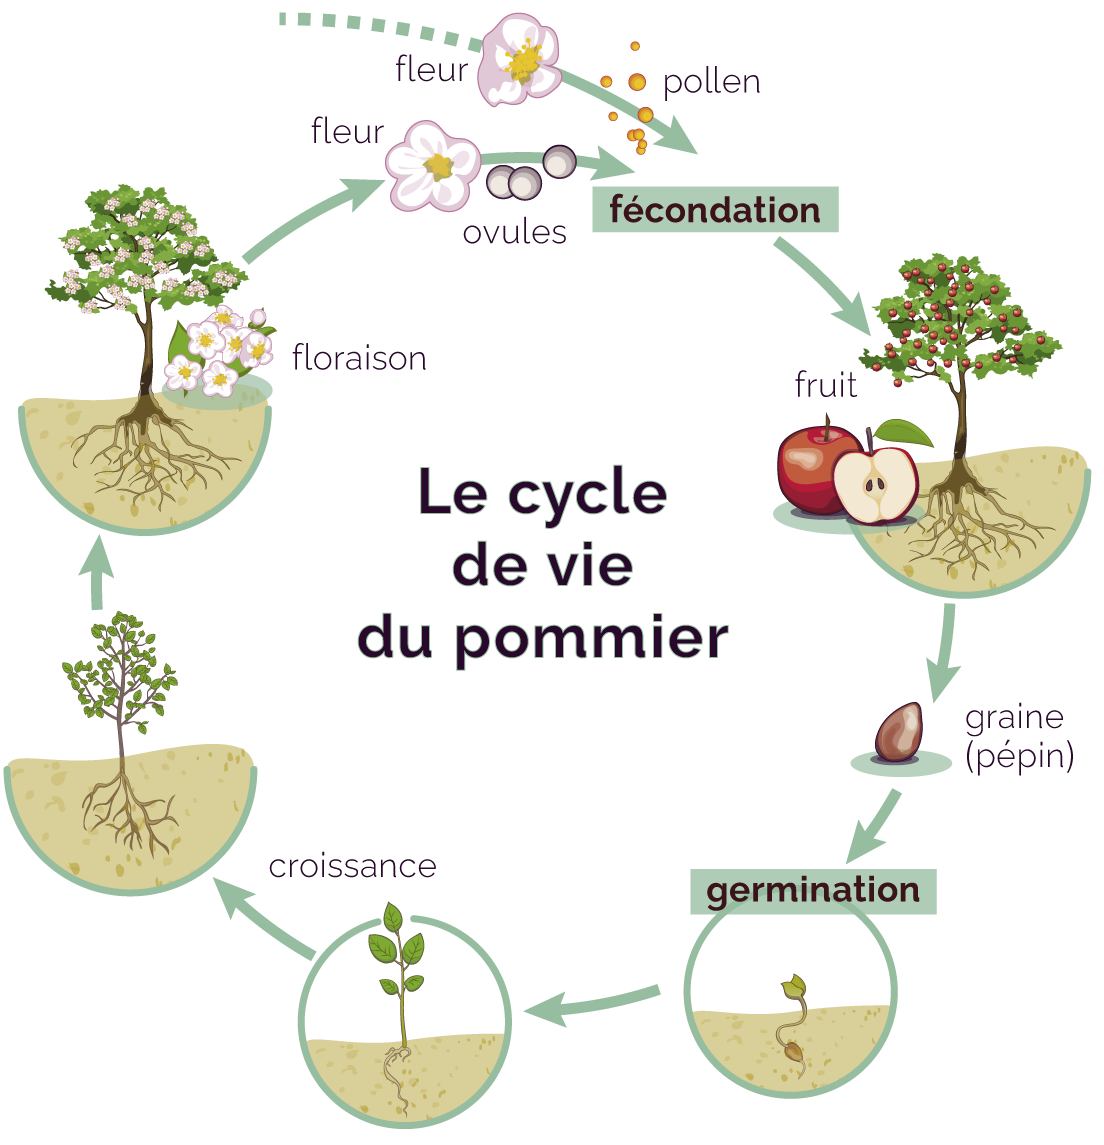 fleur
pollen
fleur
ovules
fécondation
floraison
fruit
Le cycle
de vie
du pommier
graine
(pépin)
croissance
germination